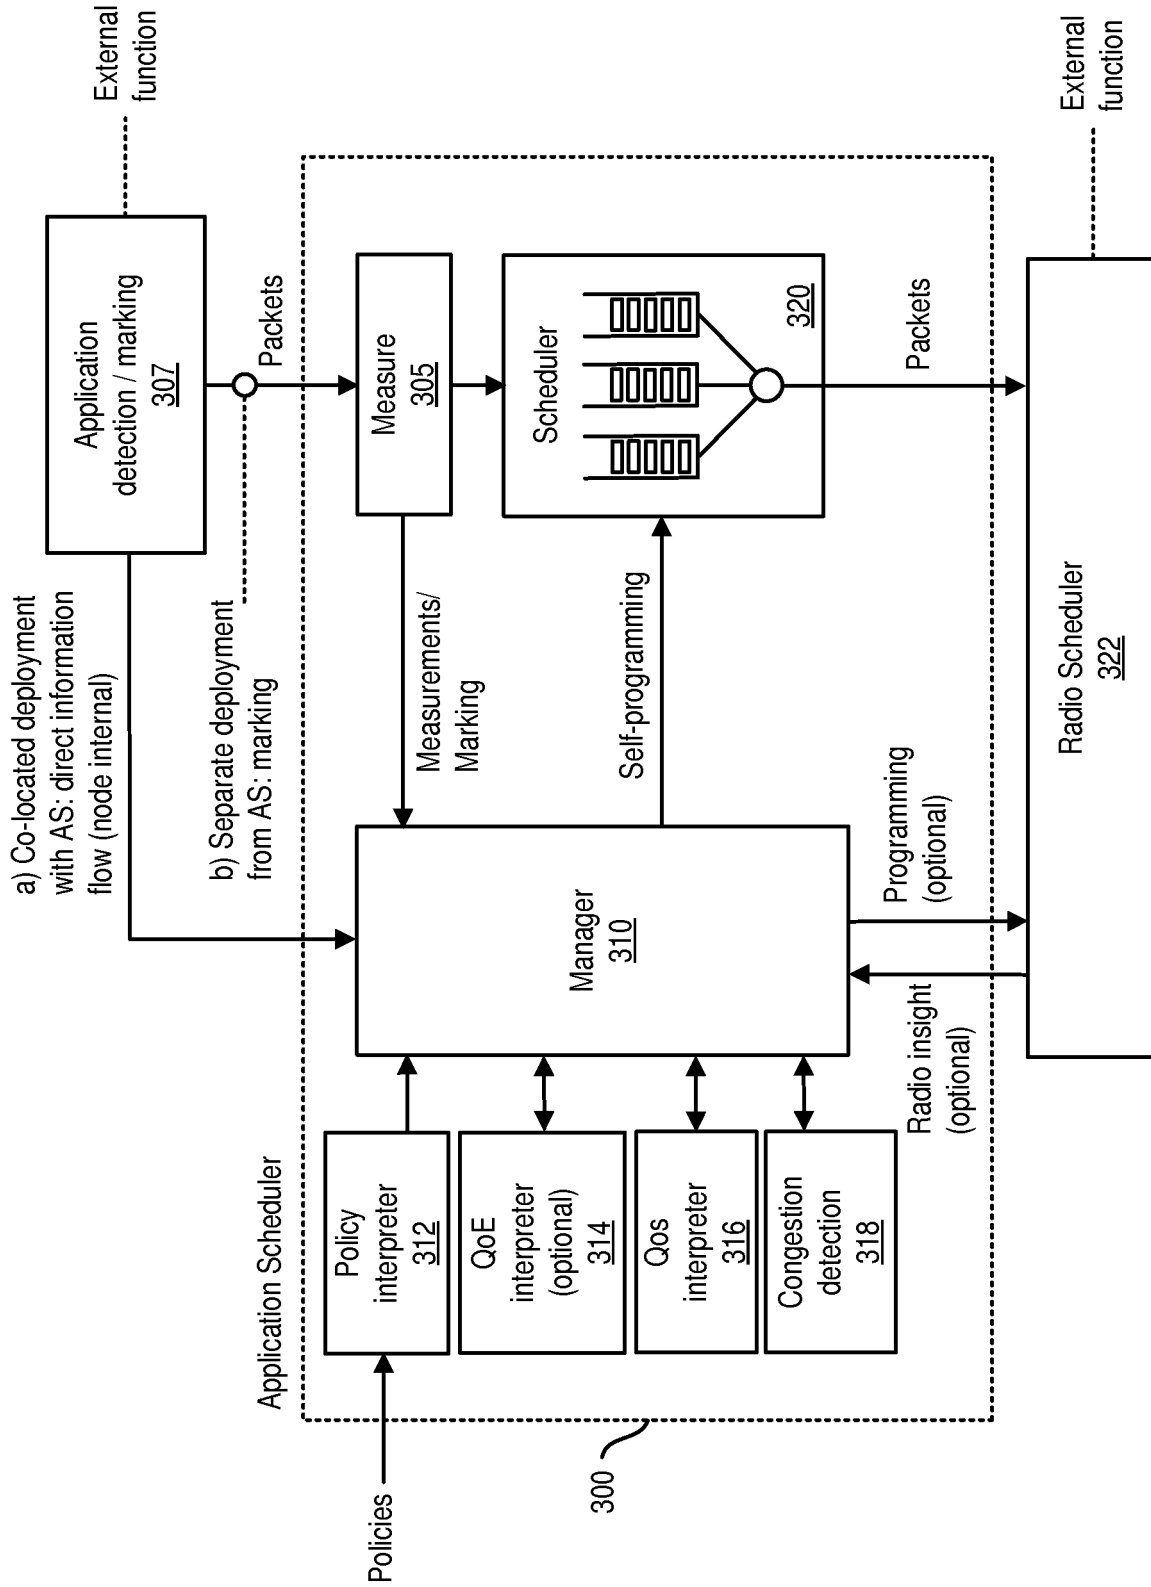 a) Co-located deployment
with AS: direct information
flow (node internal)
b) Separate deployment
from AS: marking
Application
detection / marking
307
External
function
Packets
Application Scheduler
Policies
300
Policy
interpreter
312
QoE
interpreter
(optional)
314
Qos
interpreter
316
Congestion
detection
318
Manager
310
Measurements/
Marking
Measure
305
Self-programming
Scheduler
320
Radio insight
(optional)
Programming
(optional)
Packets
Radio Scheduler
322
External
function